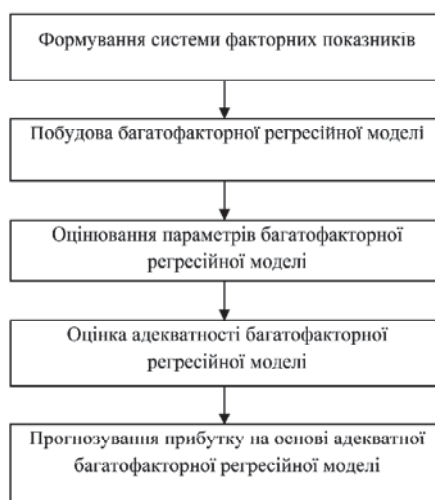 Формування системи факторних показників
Побудова багатофакторної регресійної моделі
Оцінювання параметрів багатофакторної
регресійної моделі
Оцінка адекватності багатофакторної
регресійної моделі
Прогнозування прибутку на основі адекватної
багатофакторної регресійної моделі